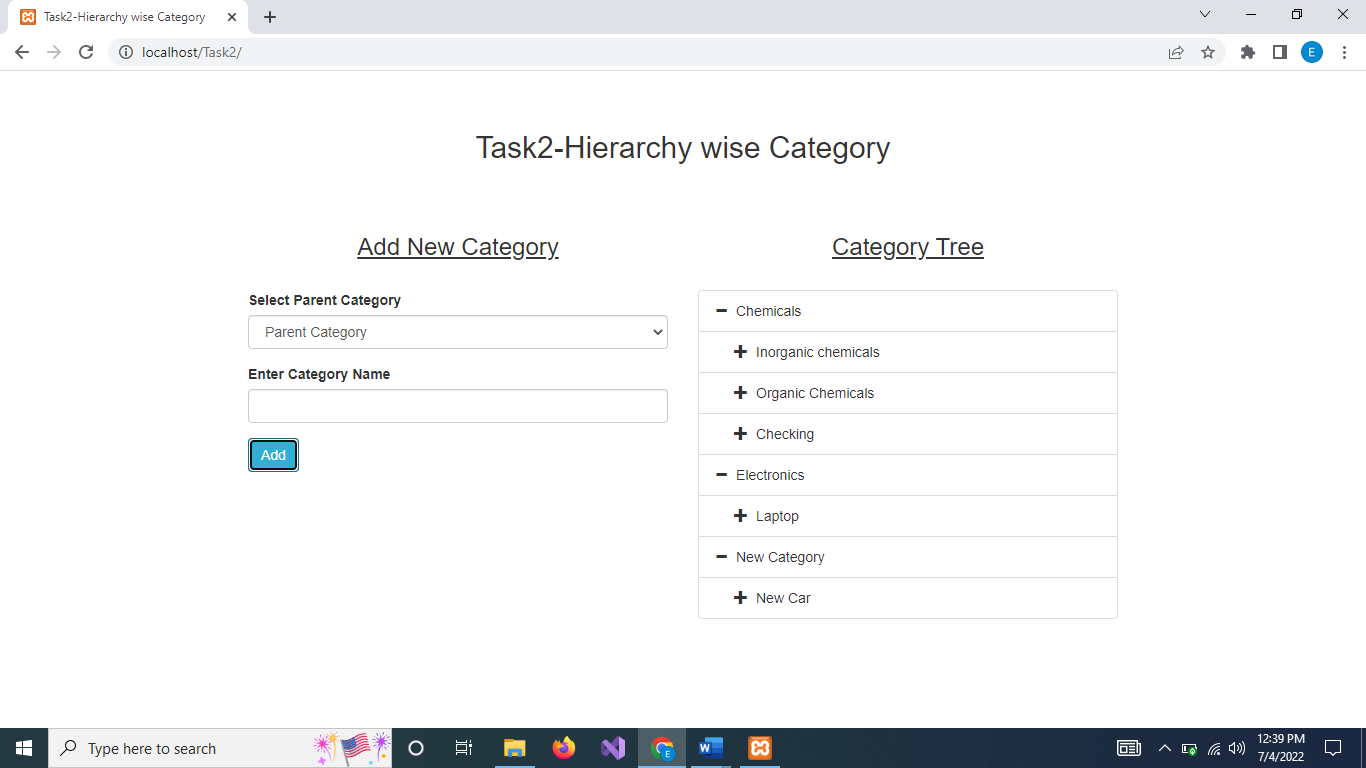 Task2-Hierarchy wise Category
localhost/Task2/
E
Task2-Hierarchy wise Category
Add New Category
Select Parent Category
Parent Category
Enter Category Name
Add
Category Tree
Chemicals
Inorganic chemicals
Organic Chemicals
Checking
Electronics
Laptop
New Category
New Car
Type here to search
E
W
12:39 PM
7/4/2022